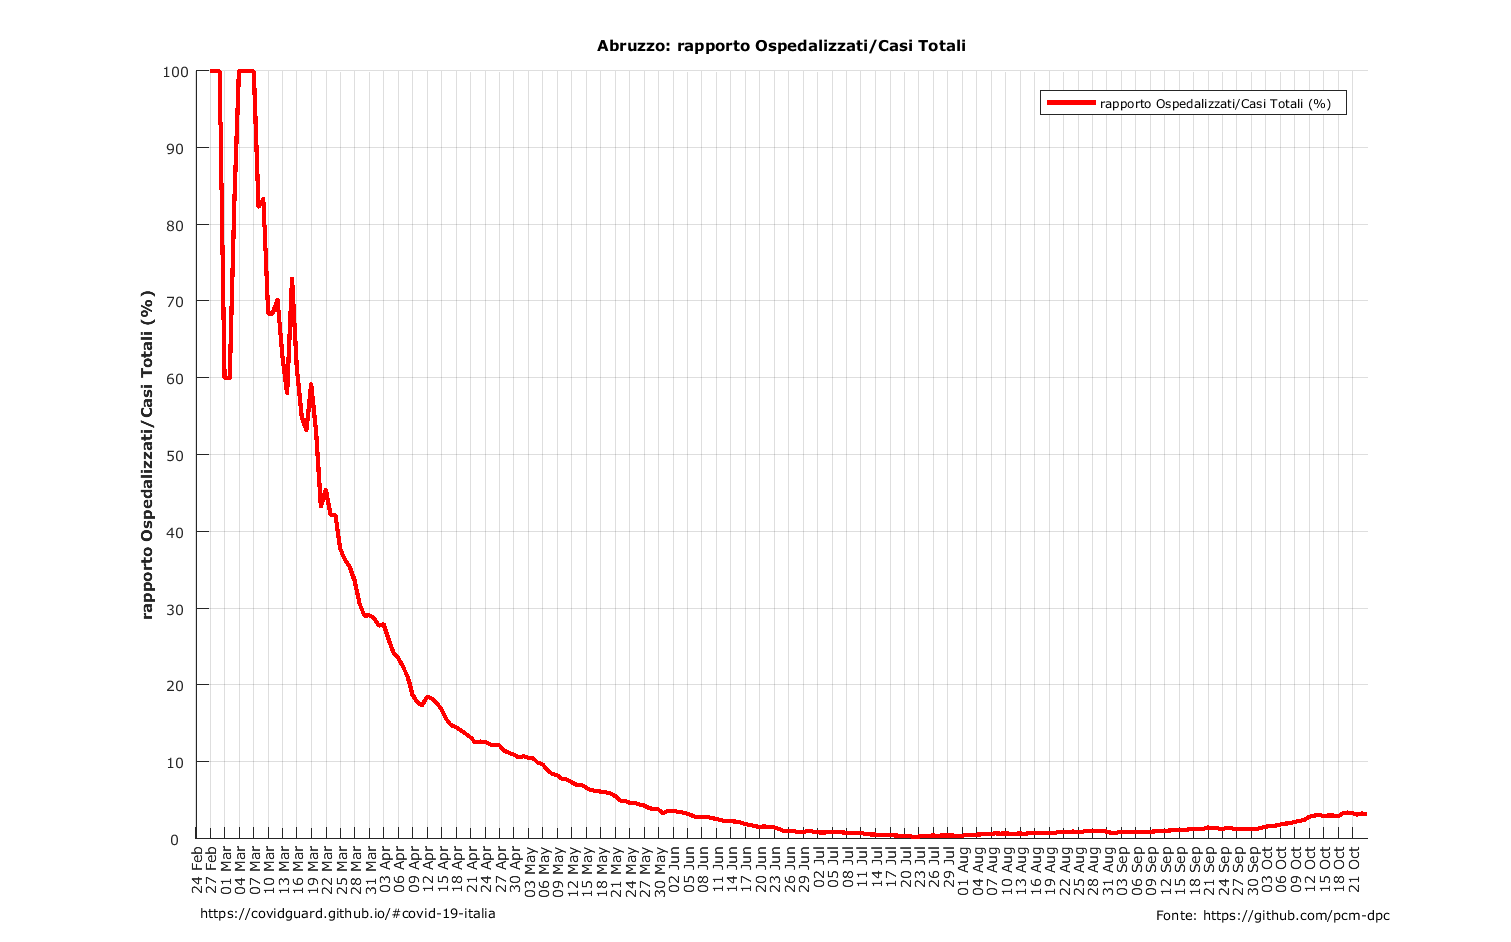 Abruzzo: rapporto Ospedalizzati/Casi Totali
rapporto Ospedalizzati/Casi Totali (%)
rapporto Ospedalizzati/Casi Totali (%)
100
90
80
70
60
50
40
30
20
10
0
24 Feb
27 Feb
01 Mar
04 Mar
07 Mar
10 Mar
13 Mar
16 Mar
19 Mar
22 Mar
25 Mar
28 Mar
31 Mar
03 Apr
06 Apr
09 Apr
12 Apr
15 Apr
18 Apr
21 Apr
24 Apr
27 Apr
30 Apr
03 May
06 May
09 May
12 May
15 May
18 May
21 May
24 May
27 May
30 May
02 Jun
05 Jun
08 Jun
11 Jun
14 Jun
17 Jun
20 Jun
23 Jun
26 Jun
29 Jun
02 Jul
05 Jul
08 Jul
11 Jul
14 Jul
17 Jul
20 Jul
23 Jul
26 Jul
29 Jul
01 Aug
04 Aug
07 Aug
10 Aug
13 Aug
16 Aug
19 Aug
22 Aug
25 Aug
28 Aug
31 Aug
03 Sep
06 Sep
09 Sep
12 Sep
15 Sep
18 Sep
21 Sep
24 Sep
27 Sep
30 Sep
03 Oct
06 Oct
09 Oct
12 Oct
15 Oct
18 Oct
21 Oct
https://covidguard.github.io/#covid-19-italia
Fonte: https://github.com/pcm-dpc